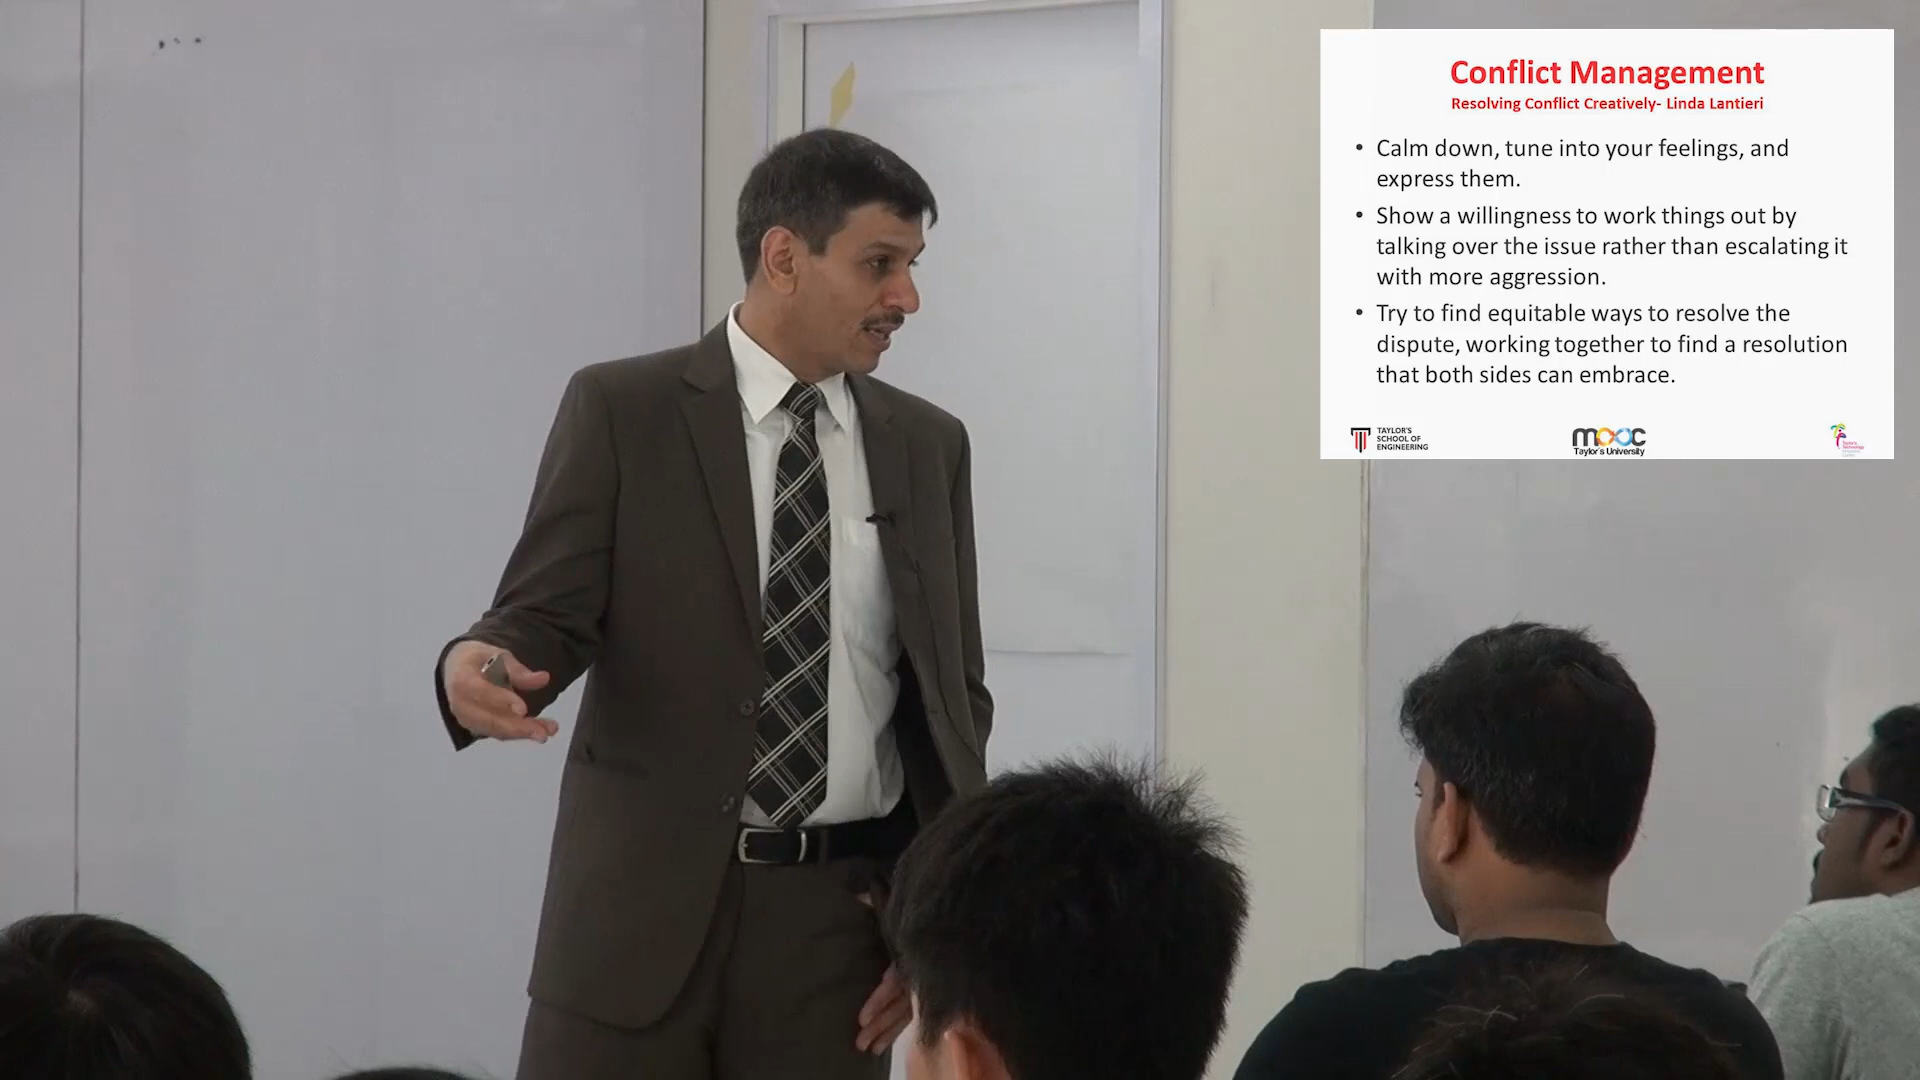 Conflict Management
Resolving Conflict Creatively- Linda Lantieri
• Calm down, tune into your feelings, and
express them.
• Show a willingness to work things out by
talking over the issue rather than escalating it
with more aggression.
• Try to find equitable ways to resolve the
dispute, working together to find a resolution
that both sides can embrace.
TAYLOR'S
SCHOOL OF
ENGINEERING
mooc
Taylor's University